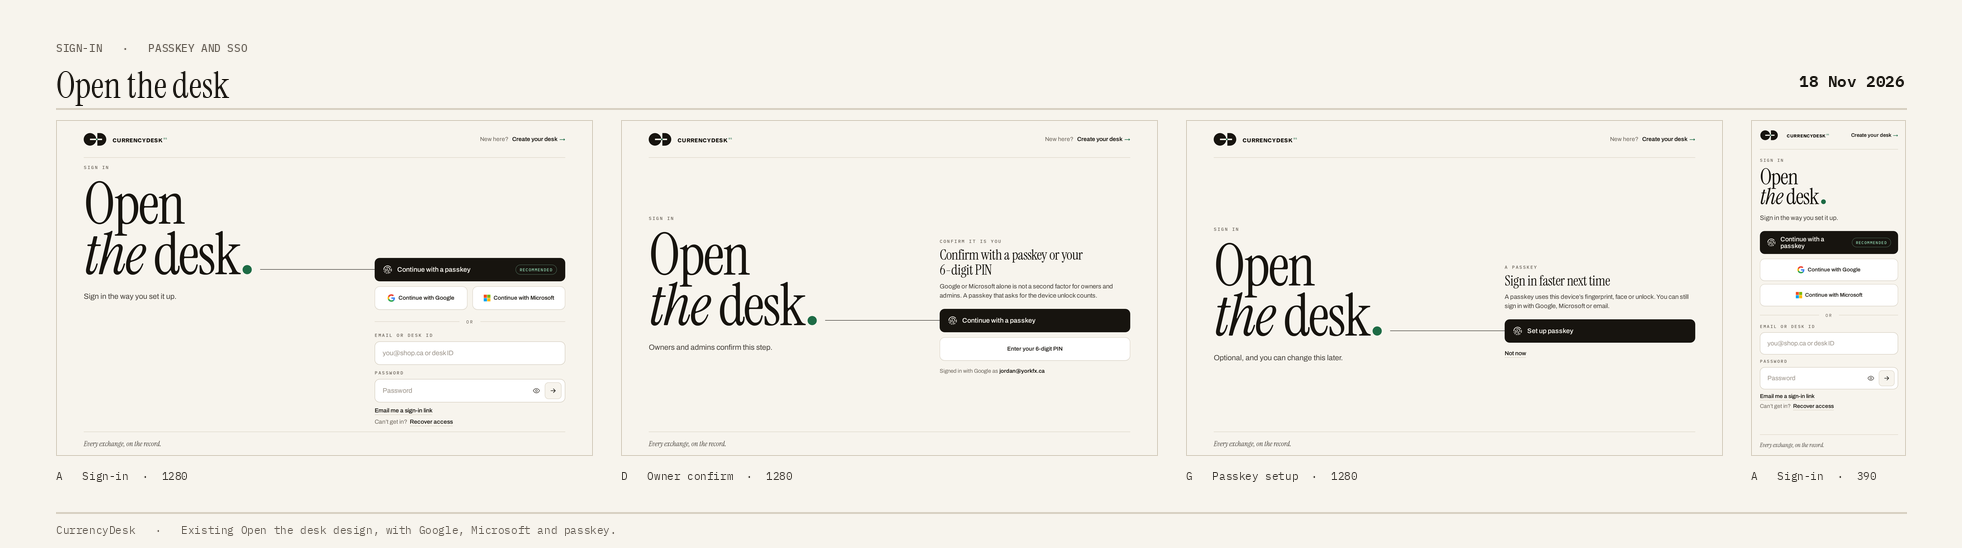 SIGN-IN · PASSKEY AND SSO
Open the desk
18 Nov 2026
CURRENCYDESK™
New here? Create your desk →
SIGN IN
Open
the desk.
Sign in the way you set it up.
Continue with a passkey
RECOMMENDED
Continue with Google
Continue with Microsoft
OR
EMAIL OR DESK ID
you@shop.ca or desk ID
PASSWORD
Password
Email me a sign-in link
Can't get in? Recover access
Every exchange, on the record.
A Sign-in · 1280
CURRENCYDESK™
New here? Create your desk →
SIGN IN
Open
the desk.
Owners and admins confirm this step.
CONFIRM IT IS YOU
Confirm with a passkey or your
6-digit PIN
Google or Microsoft alone is not a second factor for owners and
admins. A passkey that asks for the device unlock counts.
Continue with a passkey
Enter your 6-digit PIN
Signed in with Google as jordan@yorkfx.ca
Every exchange, on the record.
D Owner confirm · 1280
CURRENCYDESK™
New here? Create your desk →
SIGN IN
Open
the desk.
Optional, and you can change this later.
A PASSKEY
Sign in faster next time
A passkey uses this device's fingerprint, face or unlock. You can still
sign in with Google, Microsoft or email.
Set up passkey
Not now
Every exchange, on the record.
G Passkey setup · 1280
CURRENCYDESK™
Create your desk →
SIGN IN
Open
the desk.
Sign in the way you set it up.
Continue with a
passkey
RECOMMENDED
Continue with Google
Continue with Microsoft
OR
EMAIL OR DESK ID
you@shop.ca or desk ID
PASSWORD
Password
Email me a sign-in link
Can't get in? Recover access
Every exchange, on the record.
A Sign-in · 390
CurrencyDesk · Existing Open the desk design, with Google, Microsoft and passkey.